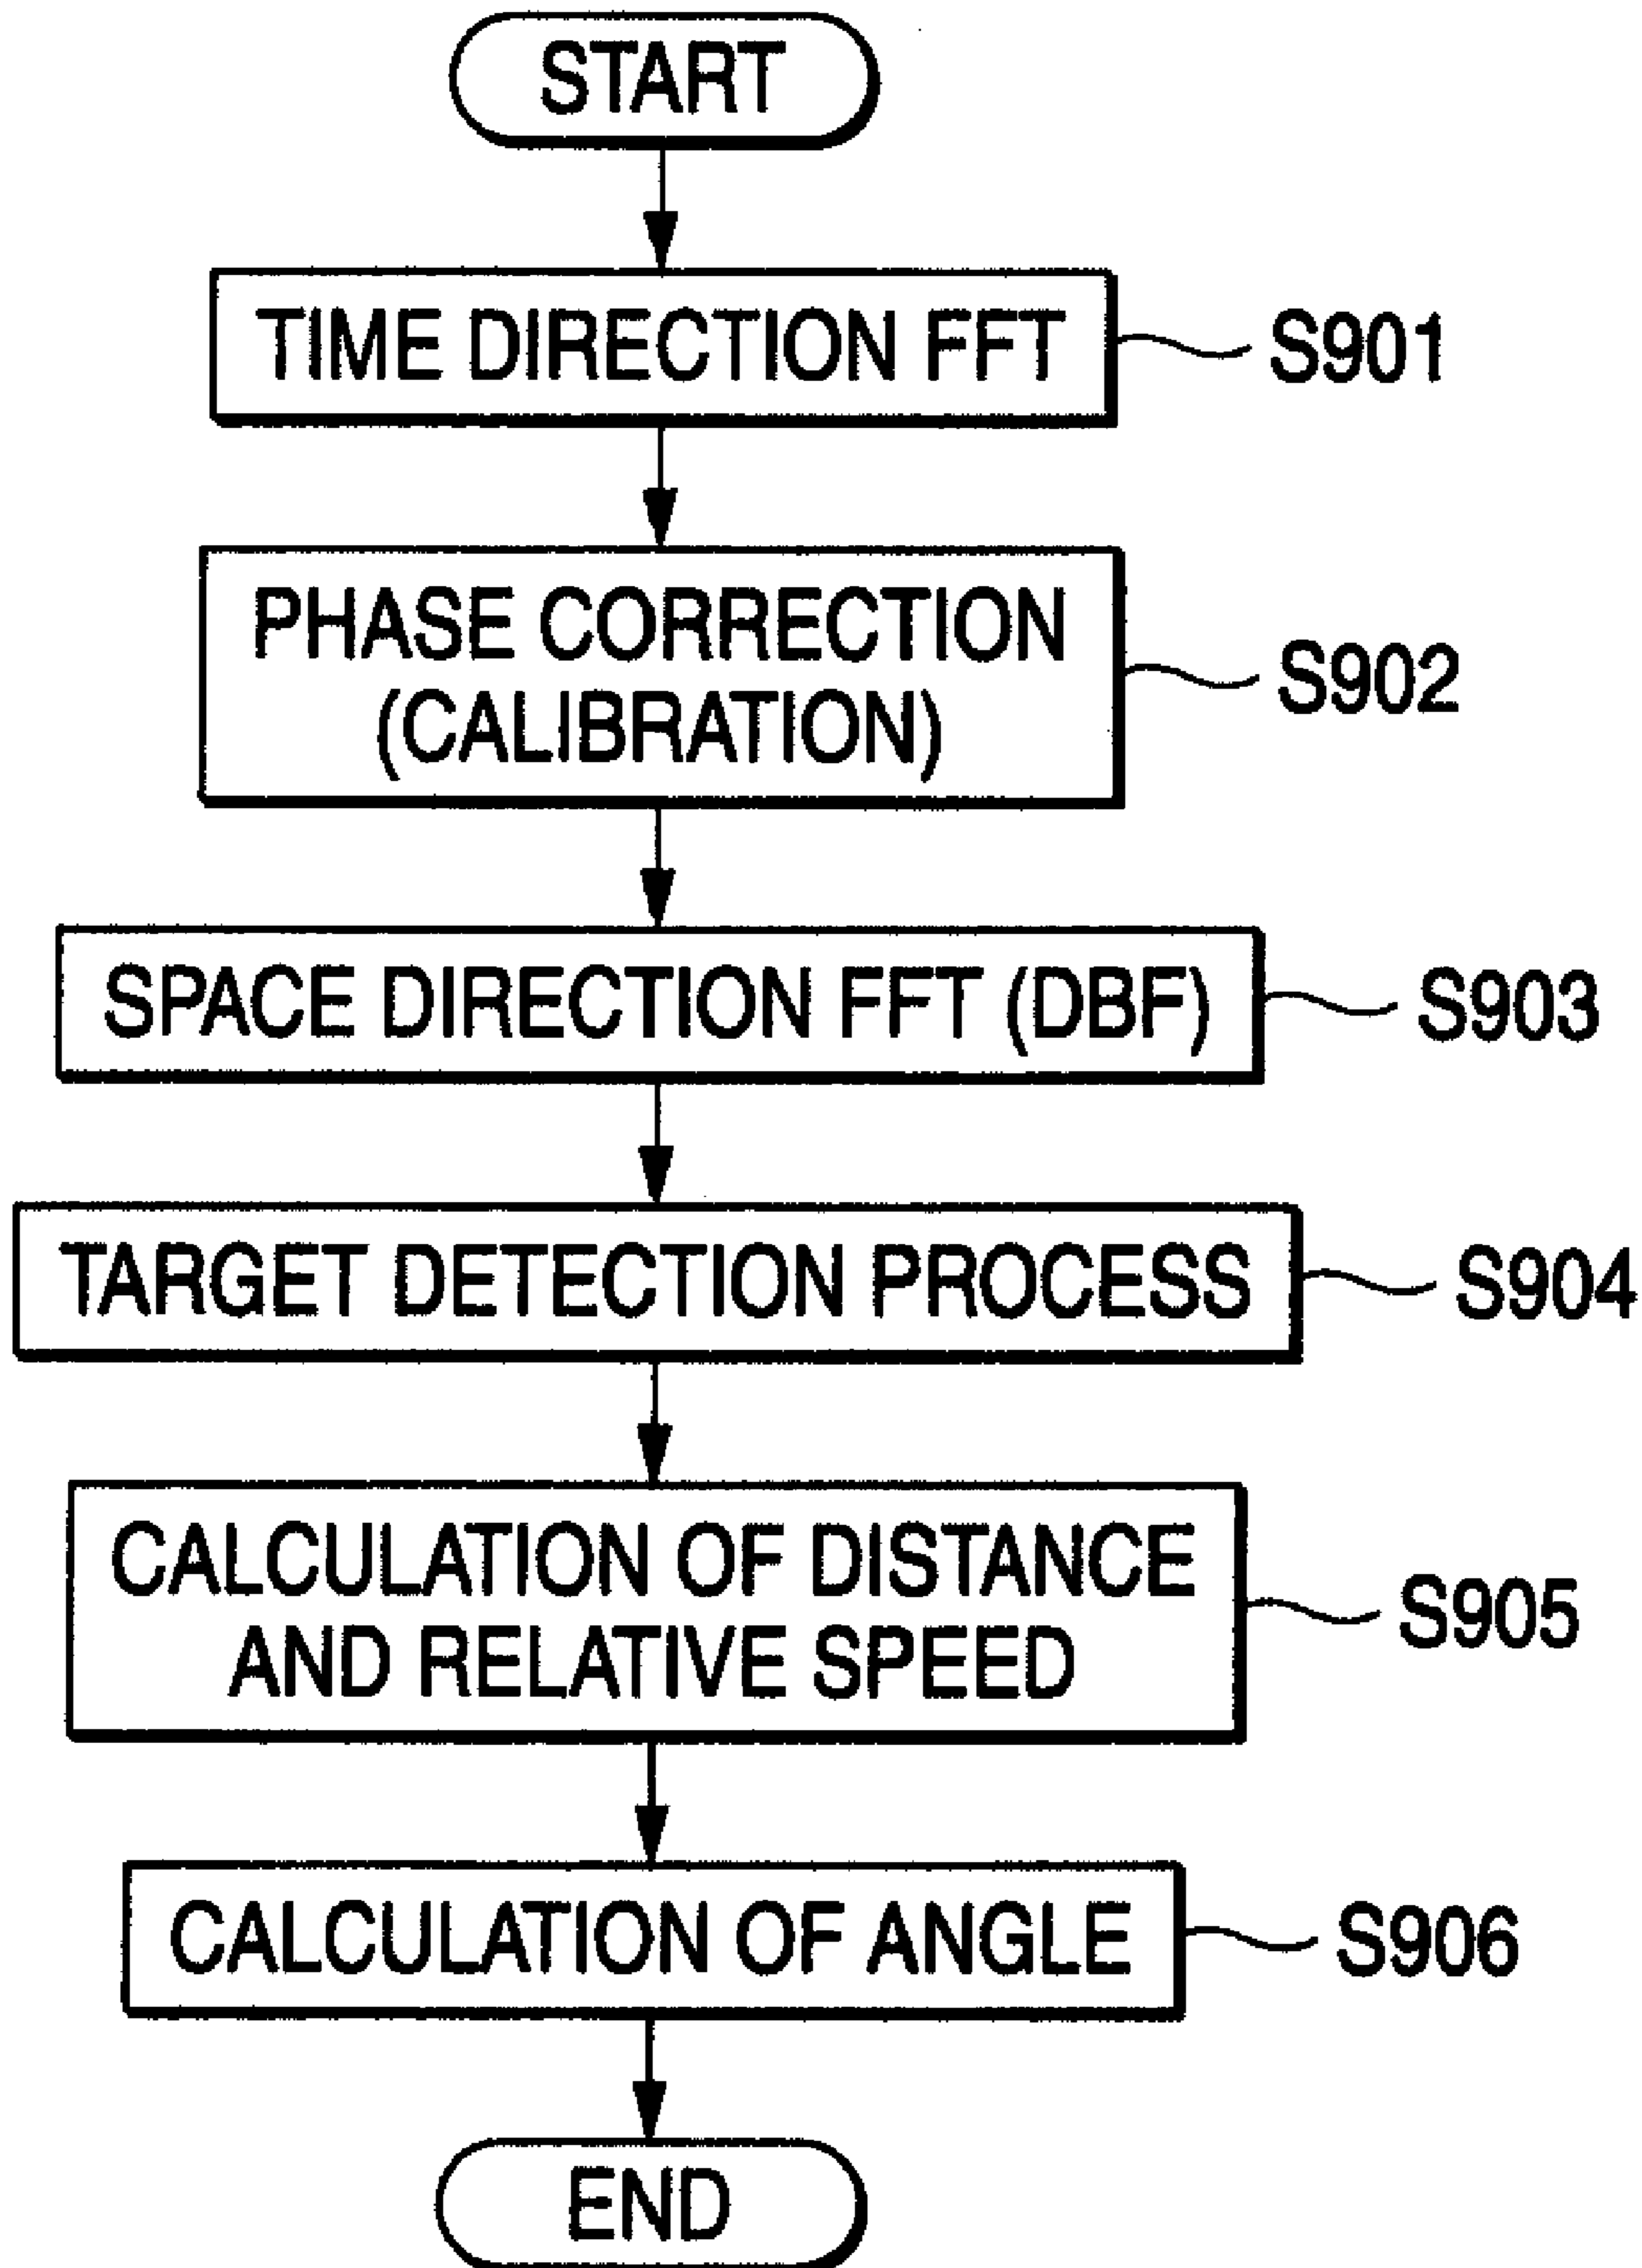 START
TIME DIRECTION FFT
S901
PHASE CORRECTION
(CALIBRATION)
S902
SPACE DIRECTION FFT (DBF)
S903
TARGET DETECTION PROCESS
S904
CALCULATION OF DISTANCE
AND RELATIVE SPEED
S905
CALCULATION OF ANGLE
S906
END